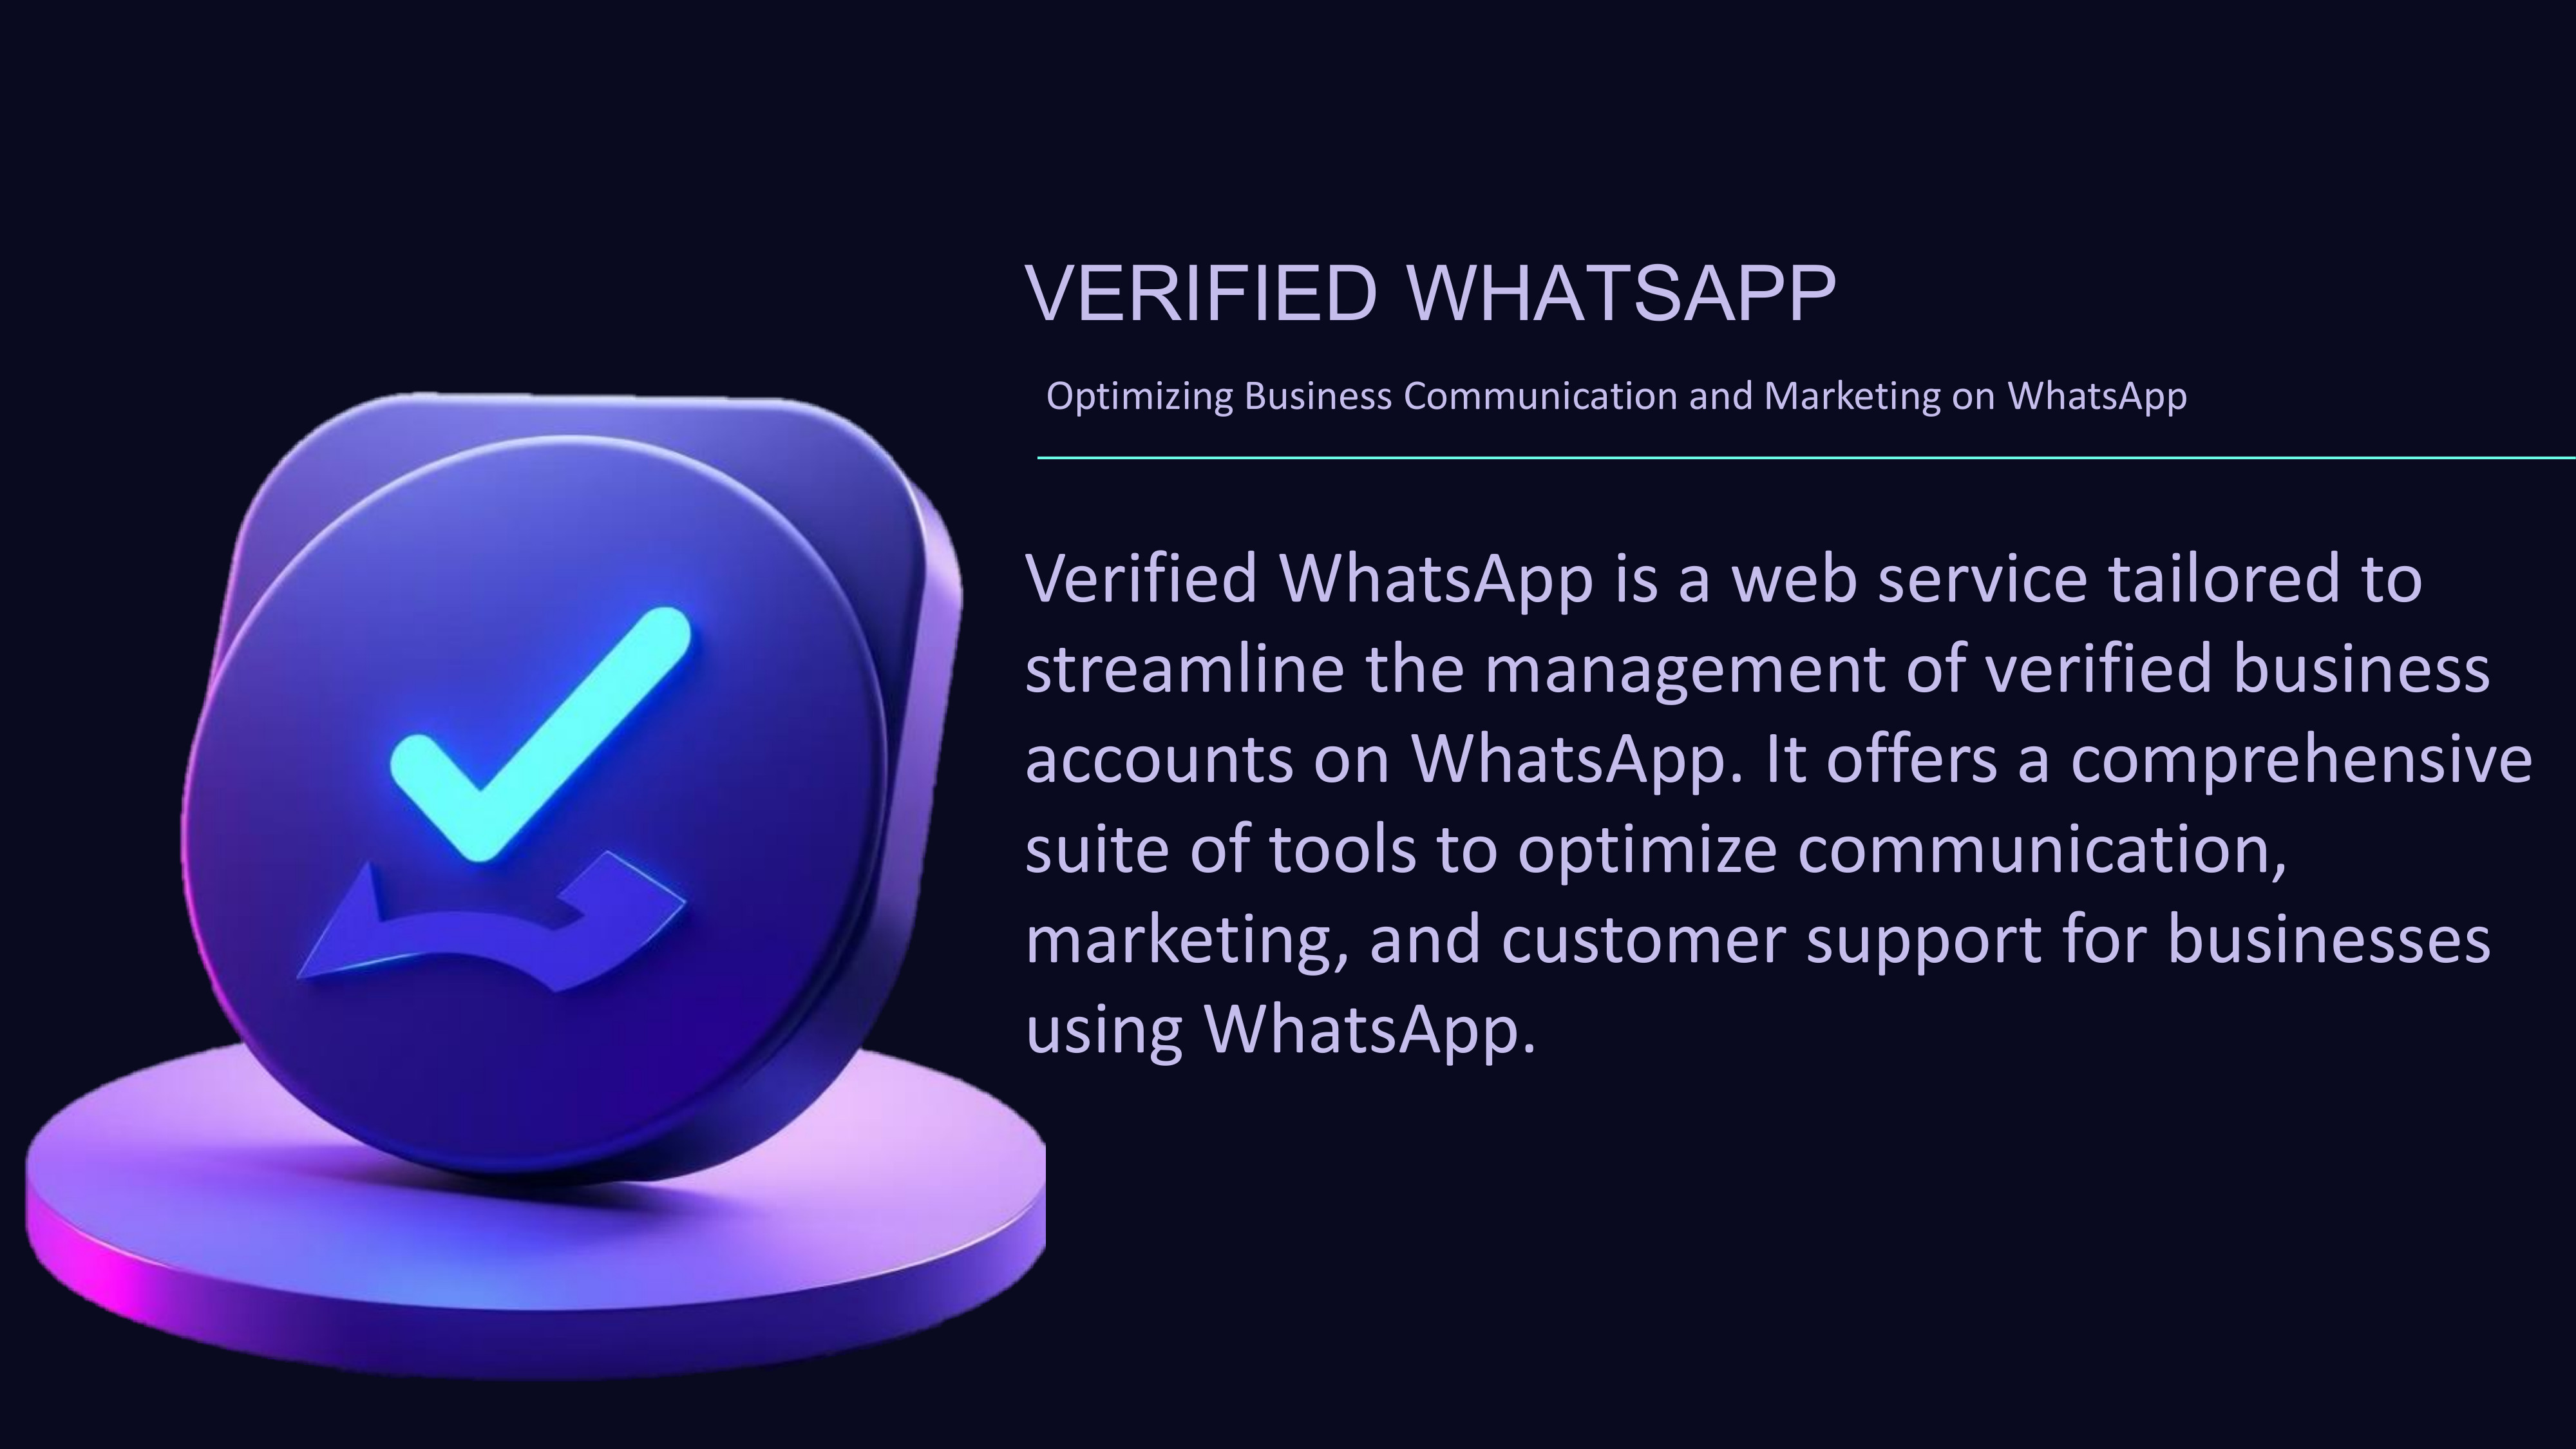 VERIFIED WHATSAPP
Optimizing Business Communication and Marketing on WhatsApp
Verified WhatsApp is a web service tailored to
streamline the management of verified business
accounts on WhatsApp. It offers a comprehensive
suite of tools to optimize communication,
marketing, and customer support for businesses
using WhatsApp.